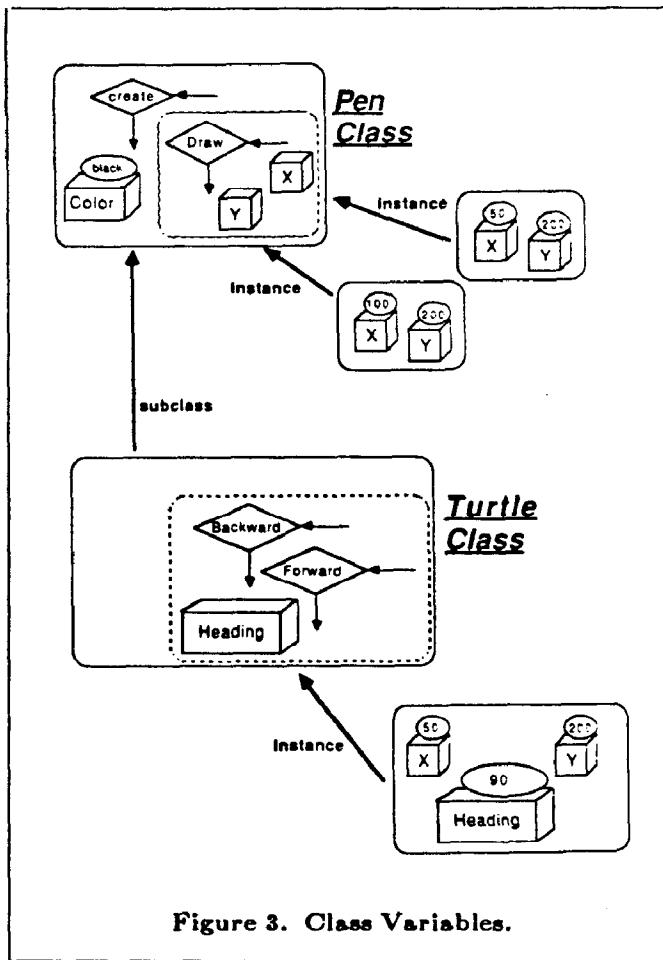 create
Pen
Class
Draw
black
Color
X
Y
Instance
50
200
X
Y
Instance
100
200
X
Y
subclass
Turtle
Class
Backward
Forward
Heading
Instance
50
200
X
Y
90
Heading
Figure 3. Class Variables.